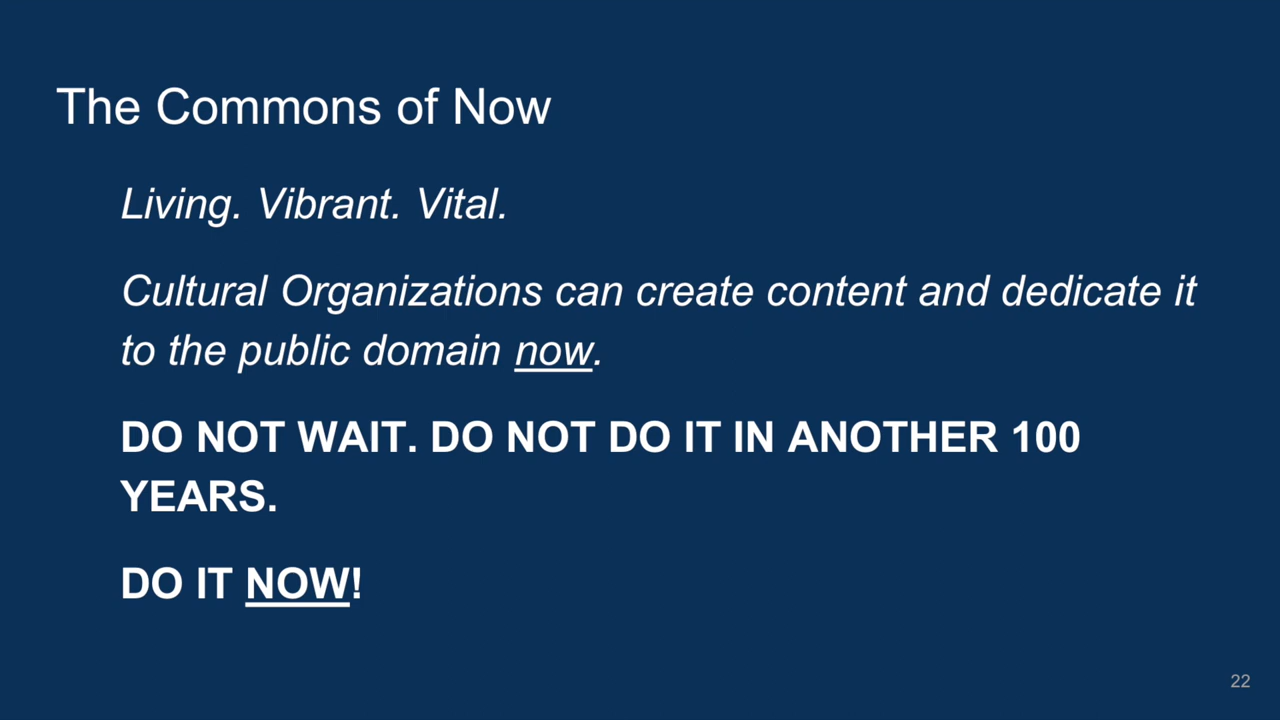 The Commons of Now
Living. Vibrant. Vital.
Cultural Organizations can create content and dedicate it
to the public domain now.
DO NOT WAIT. DO NOT DO IT IN ANOTHER 100
YEARS.
DO IT NOW!
22